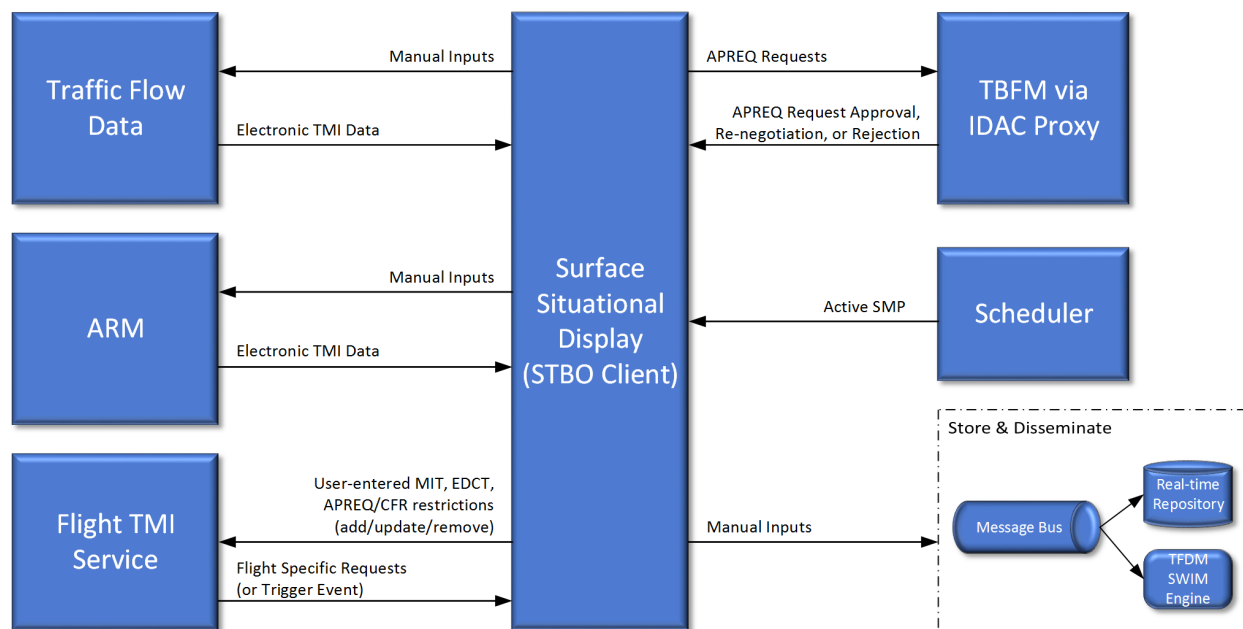 Traffic Flow
Data
Manual Inputs
Electronic TMI Data
ARM
Manual Inputs
Electronic TMI Data
Flight TMI
Service
User-entered MIT, EDCT,
APREQ/CFR restrictions
(add/update/remove)
Flight Specific Requests
(or Trigger Event)
Surface
Situational
Display
(STBO Client)
APREQ Requests
APREQ Request Approval,
Re-negotiation, or Rejection
TBFM via
IDAC Proxy
Active SMP
Scheduler
Manual Inputs
Store & Disseminate
Message Bus
Real-time
Repository
TFDM
SWIM
Engine